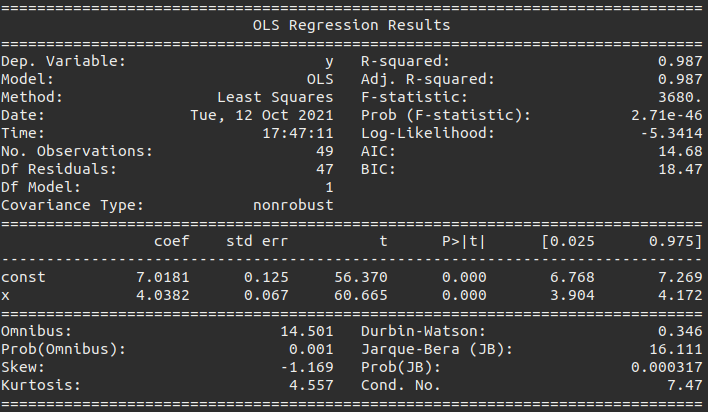 ==============================================================================
                            OLS Regression Results
==============================================================================
Dep. Variable:                      y   R-squared:                       0.987
Model:                            OLS   Adj. R-squared:                  0.987
Method:                 Least Squares   F-statistic:                     3680.
Date:                Tue, 12 Oct 2021   Prob (F-statistic):           2.71e-46
Time:                        17:47:11   Log-Likelihood:                -5.3414
No. Observations:                  49   AIC:                             14.68
Df Residuals:                      47   BIC:                             18.47
Df Model:                           1
Covariance Type:            nonrobust
==============================================================================
                 coef    std err          t      P>|t|      [0.025      0.975]
------------------------------------------------------------------------------
const          7.0181      0.125     56.370      0.000       6.768       7.269
x              4.0382      0.067     60.665      0.000       3.904       4.172
==============================================================================
Omnibus:                       14.501   Durbin-Watson:                   0.346
Prob(Omnibus):                  0.001   Jarque-Bera (JB):               16.111
Skew:                          -1.169   Prob(JB):                     0.000317
Kurtosis:                       4.557   Cond. No.                         7.47
==============================================================================